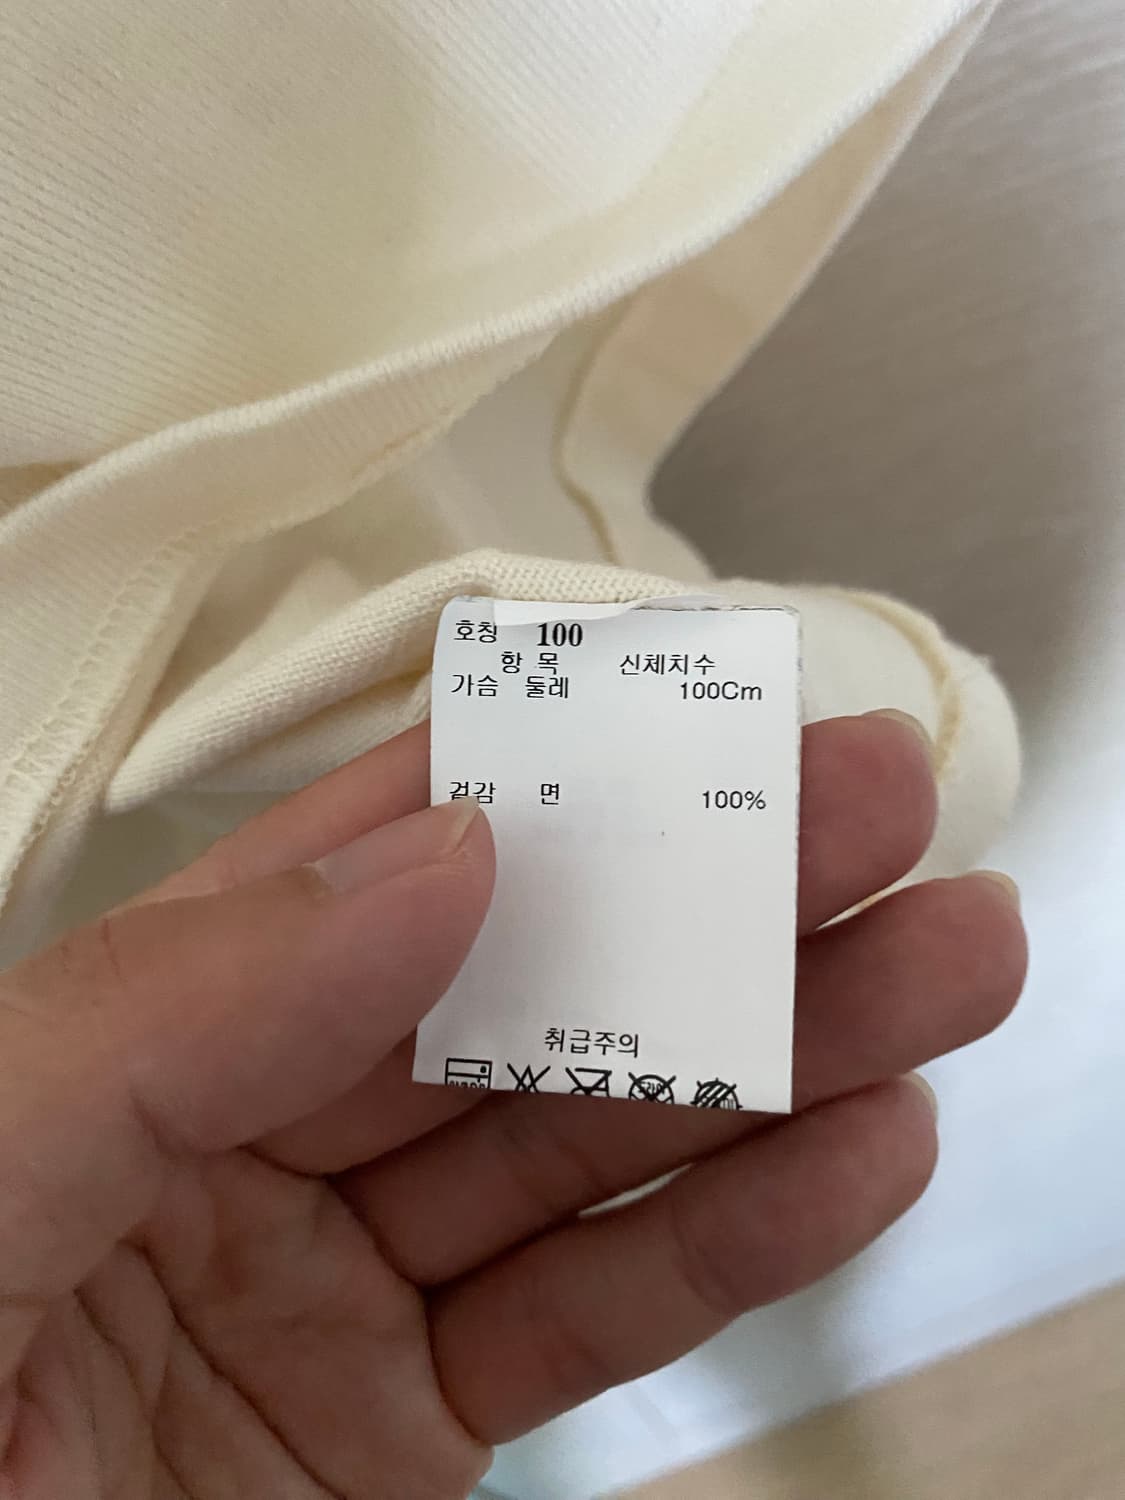 호칭 100
항 목 신체치수
가슴 둘레 100Cm
겉감 면 100%
취급주의